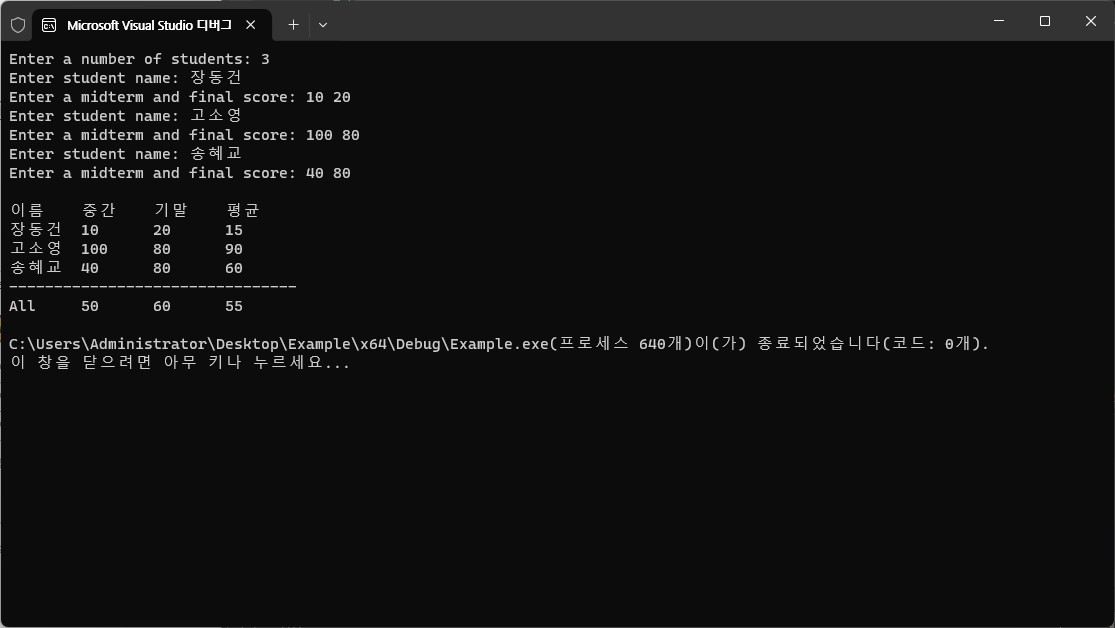 Microsoft Visual Studio 디버그
Enter a number of students: 3
Enter student name: 장동건
Enter a midterm and final score: 10 20
Enter student name: 고소영
Enter a midterm and final score: 100 80
Enter student name: 송혜교
Enter a midterm and final score: 40 80
이름 중간 기말 평균
장동건 10 20 15
고소영 100 80 90
송혜교 40 80 60
--------------------------------
All 50 60 55
C:\Users\Administrator\Desktop\Example\x64\Debug\Example.exe(프로세스 640개)이(가) 종료되었습니다(코드: 0개).
이 창을 닫으려면 아무 키나 누르세요...